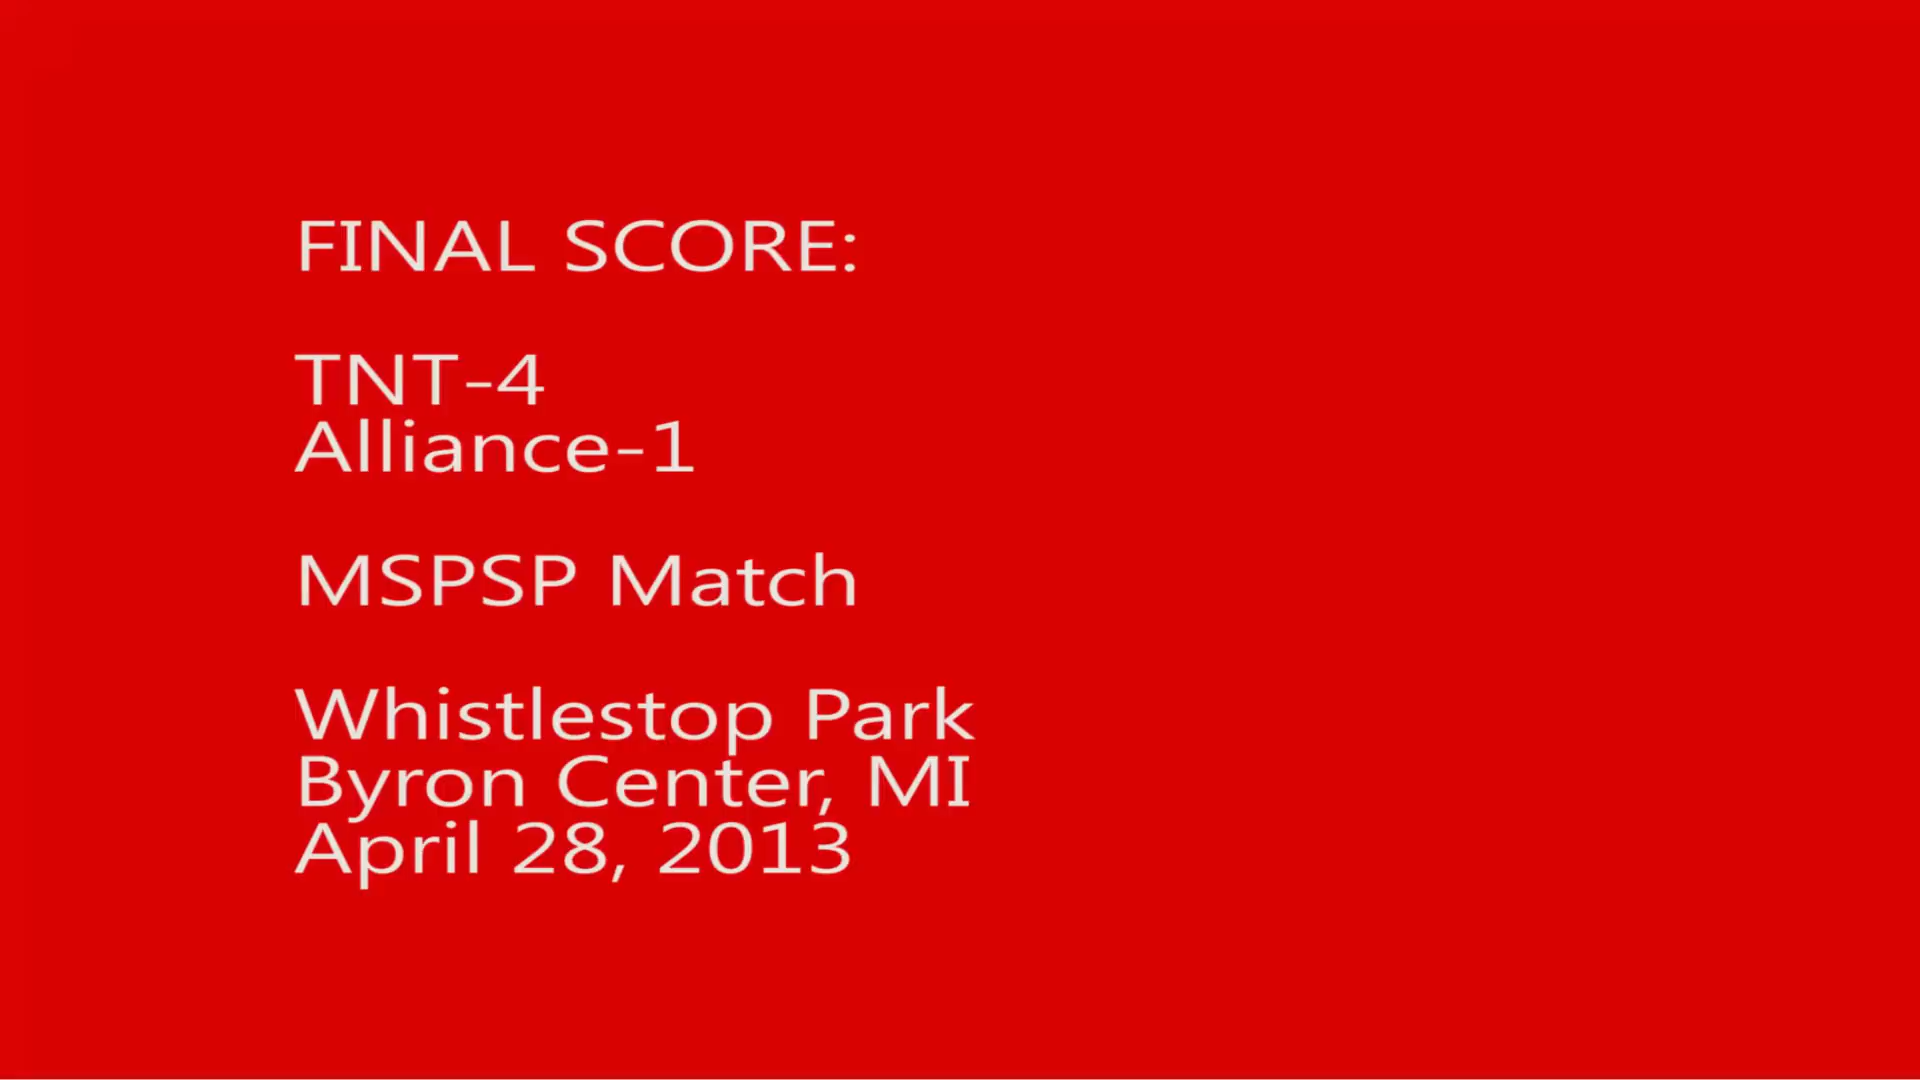 FINAL SCORE:
TNT-4
Alliance-1
MSPSP Match
Whistlestop Park
Byron Center, MI
April 28, 2013